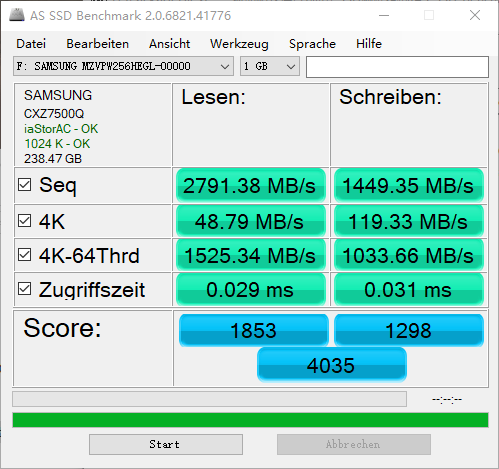 AS SSD Benchmark 2.0.6821.41776
Datei Bearbeiten Ansicht Werkzeug Sprache Hilfe
F: SAMSUNG MZVPW256HEGL-00000 1 GB
SAMSUNG
CXZ7500Q
iaStorAC - OK
1024 K - OK
238.47 GB
Lesen: Schreiben:
Seq 2791.38 MB/s 1449.35 MB/s
4K 48.79 MB/s 119.33 MB/s
4K-64Thrd 1525.34 MB/s 1033.66 MB/s
Zugriffszeit 0.029 ms 0.031 ms
Score: 1853 1298
4035
--:--:--
Start Abbrechen